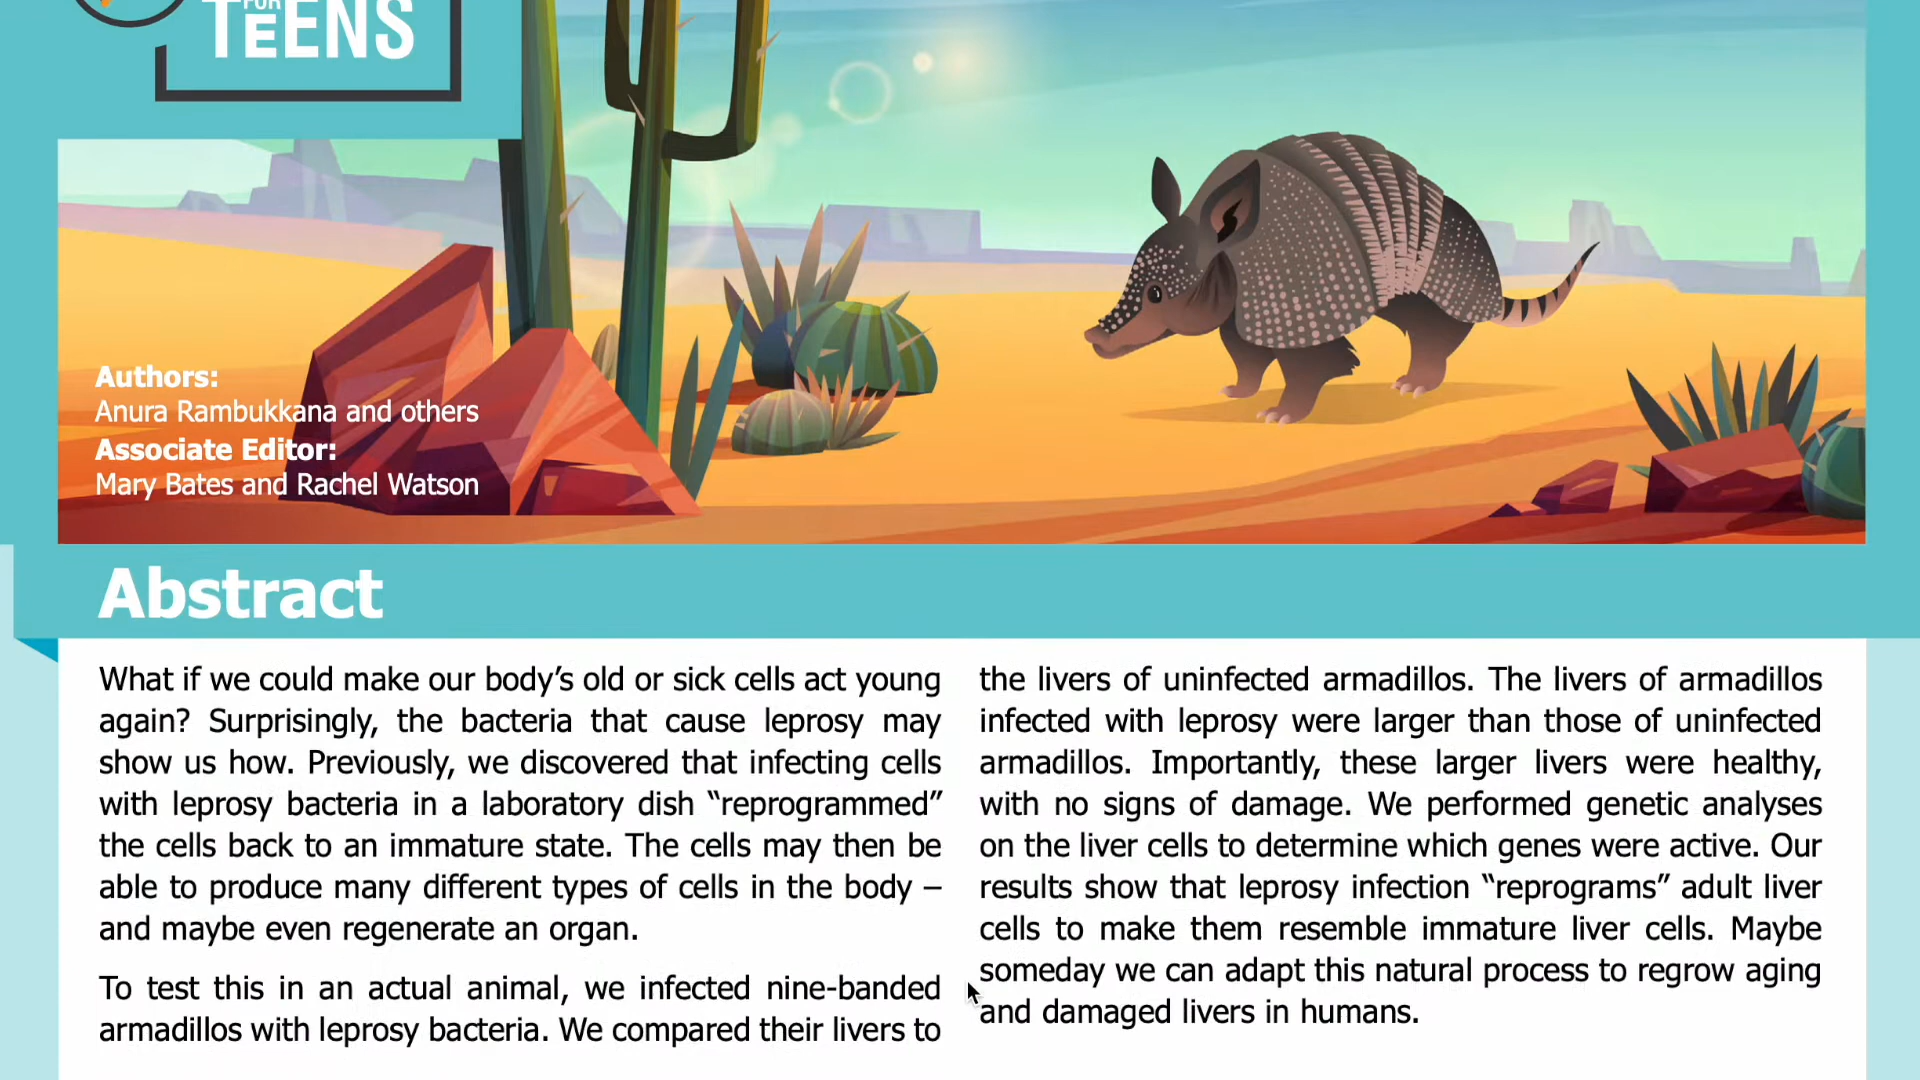 FOR
TEENS
Authors:
Anura Rambukkana and others
Associate Editor:
Mary Bates and Rachel Watson
Abstract
What if we could make our body’s old or sick cells act young
again? Surprisingly, the bacteria that cause leprosy may
show us how. Previously, we discovered that infecting cells
with leprosy bacteria in a laboratory dish “reprogrammed”
the cells back to an immature state. The cells may then be
able to produce many different types of cells in the body –
and maybe even regenerate an organ.
To test this in an actual animal, we infected nine-banded
armadillos with leprosy bacteria. We compared their livers to
the livers of uninfected armadillos. The livers of armadillos
infected with leprosy were larger than those of uninfected
armadillos. Importantly, these larger livers were healthy,
with no signs of damage. We performed genetic analyses
on the liver cells to determine which genes were active. Our
results show that leprosy infection “reprograms” adult liver
cells to make them resemble immature liver cells. Maybe
someday we can adapt this natural process to regrow aging
and damaged livers in humans.